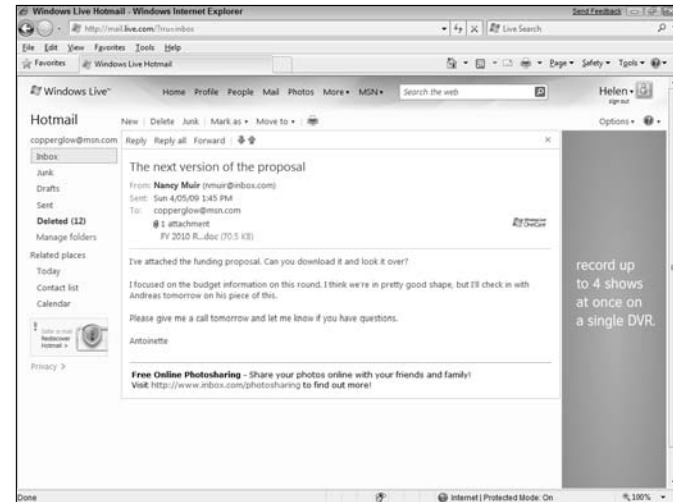 Windows Live Hotmail - Windows Internet Explorer
Send Feedback
http://mail.live.com/?rru=inbox
Live Search
File Edit View Favorites Tools Help
Favorites Windows Live Hotmail
Page Safety Tools
Windows Live™ Home Profile People Mail Photos More MSN Search the web Helen
sign out
Hotmail New Delete Junk Mark as Move to Options
copperglow@msn.com Reply Reply all Forward
Inbox
Junk
Drafts
Sent
Deleted (12)
Manage folders
Related places
Today
Contact list
Calendar
Rediscover
Hotmail >
Privacy >
The next version of the proposal
From: Nancy Muir (nmuir@inbox.com)
Sent: Sun 4/05/09 1:45 PM
To: copperglow@msn.com
1 attachment
FY 2010 R...doc (70.5 KB)
OneCare
I've attached the funding proposal. Can you download it and look it over?
I focused on the budget information on this round. I think we're in pretty good shape, but I'll check in with
Andreas tomorrow on his piece of this.
Please give me a call tomorrow and let me know if you have questions.
Antoinette
Free Online Photosharing - Share your photos online with your friends and family!
Visit http://www.inbox.com/photosharing to find out more!
record up
to 4 shows
at once on
a single DVR.
Done Internet | Protected Mode: On 100%